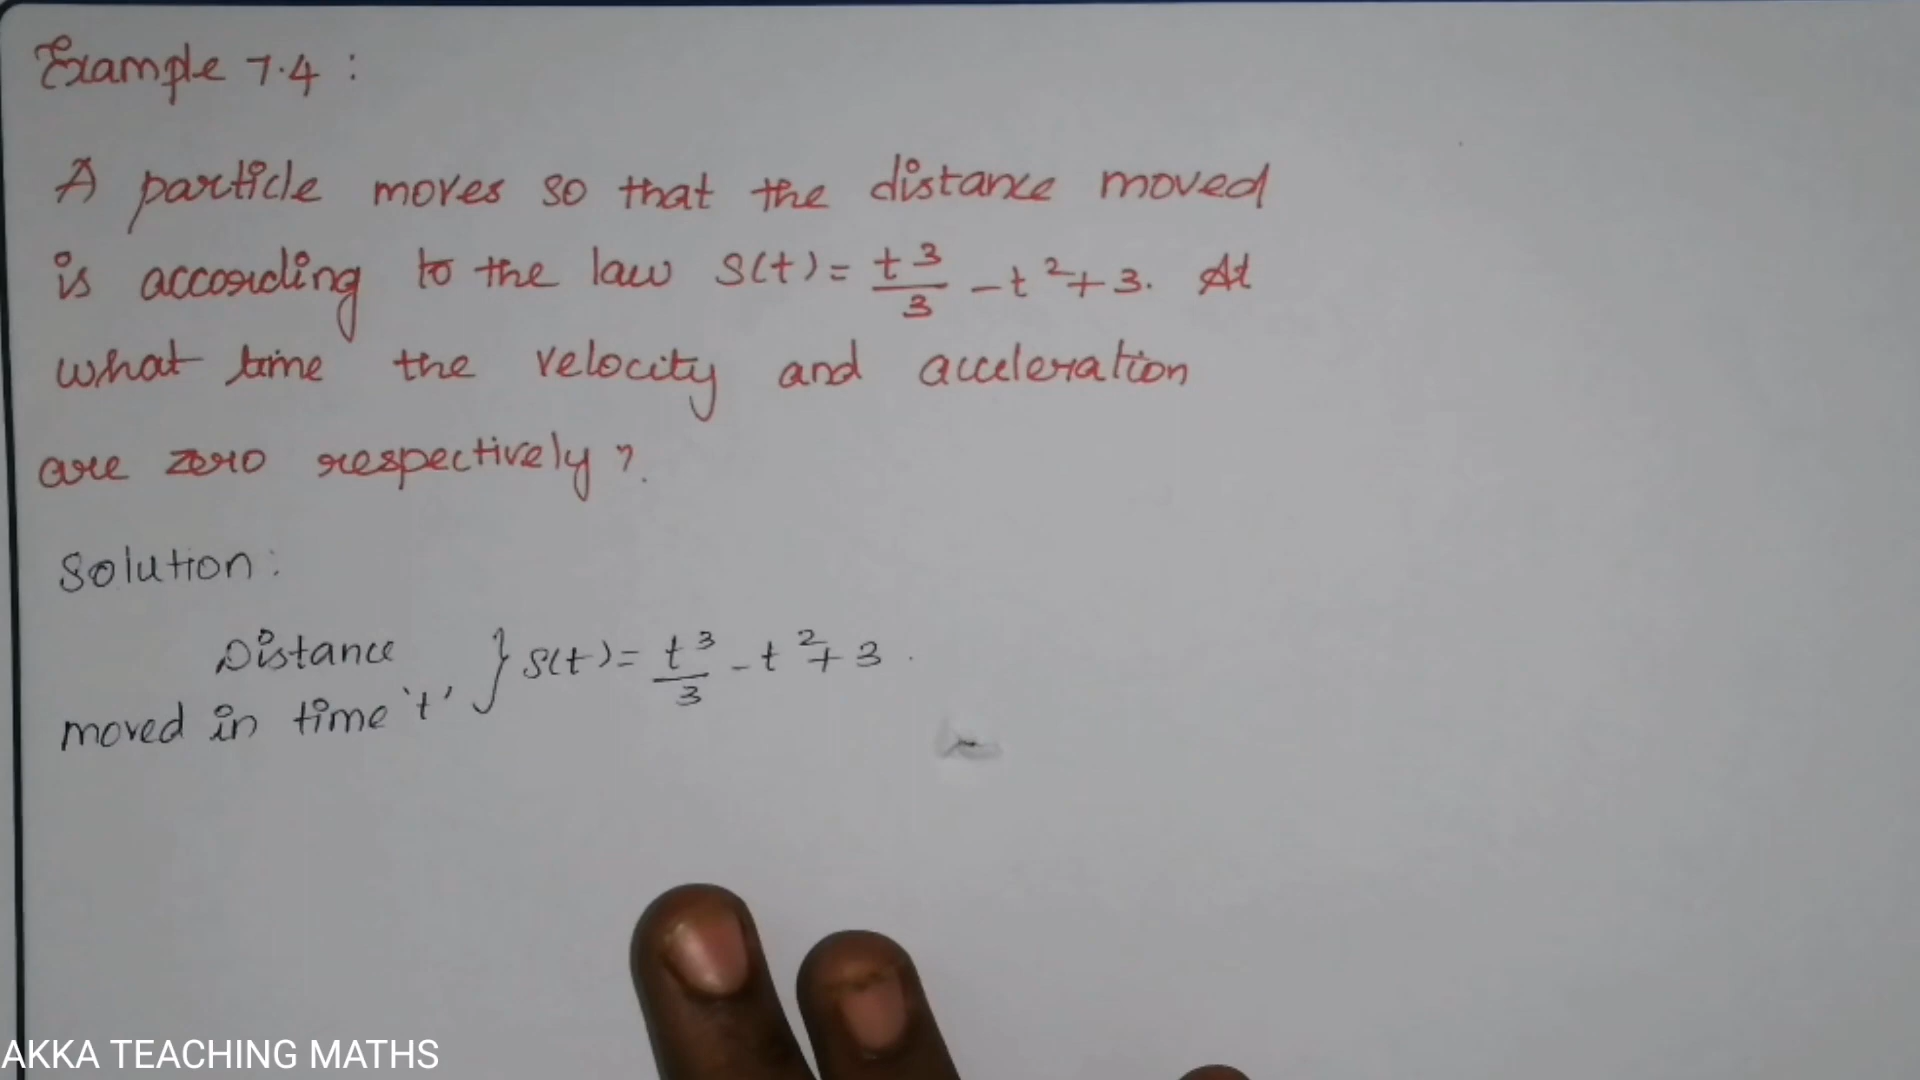 Example 7.4 :
A particle moves so that the distance moved
is according to the law S(t) = t³/3 - t² + 3. At
what time the velocity and acceleration
are zero respectively?.
Solution:
Distance
moved in time 't' } S(t) = t³/3 - t² + 3.
AKKA TEACHING MATHS